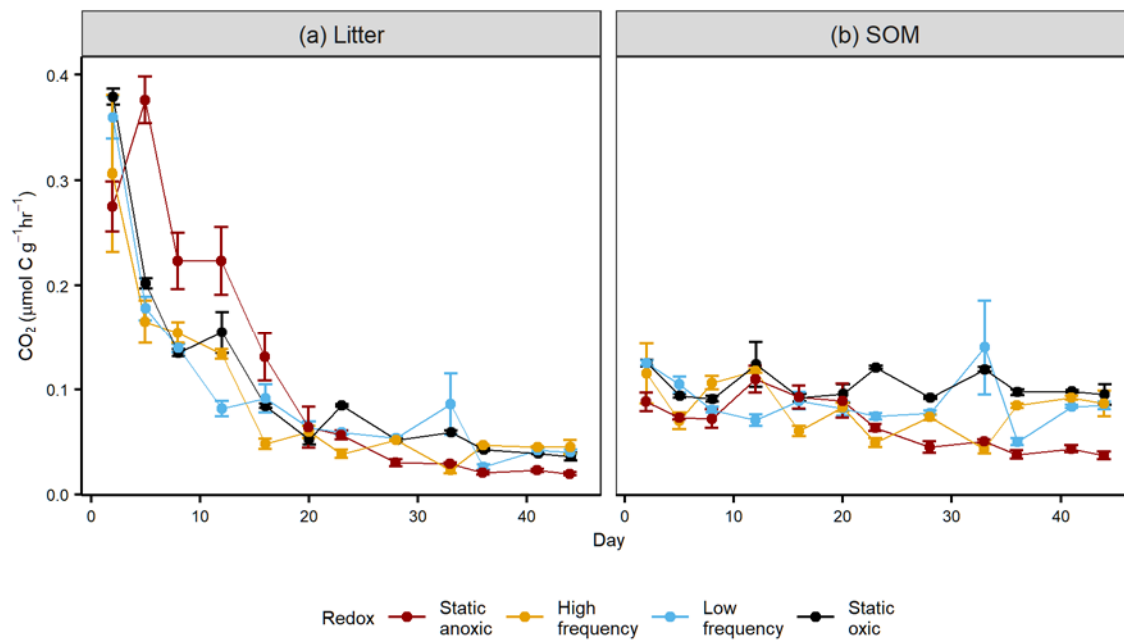 (a) Litter
(b) SOM
CO₂ (μmol C g⁻¹hr⁻¹)
0.4
0.3
0.2
0.1
0.0
0 10 20 30 40
0 10 20 30 40
Day
Redox
Static anoxic
High frequency
Low frequency
Static oxic